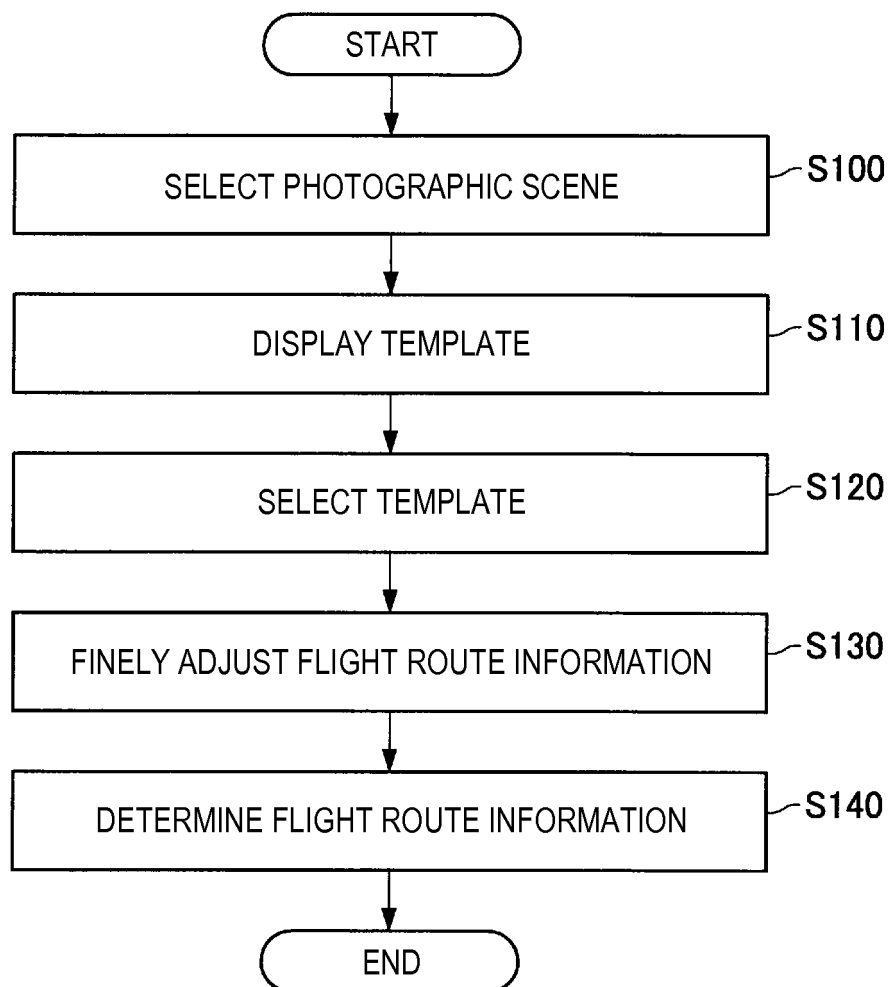 START
SELECT PHOTOGRAPHIC SCENE
S100
DISPLAY TEMPLATE
S110
SELECT TEMPLATE
S120
FINELY ADJUST FLIGHT ROUTE INFORMATION
S130
DETERMINE FLIGHT ROUTE INFORMATION
S140
END